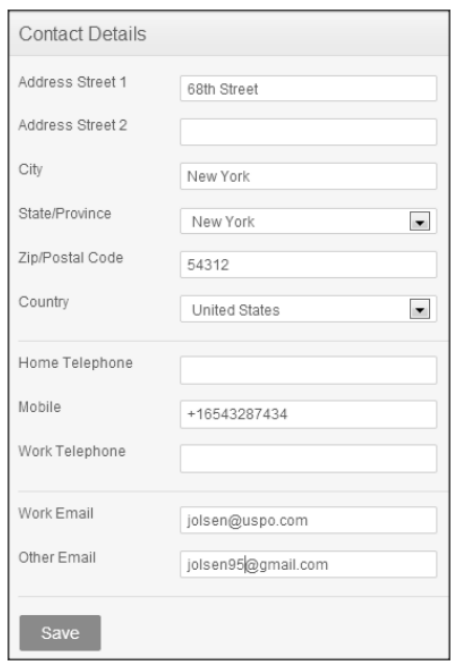 Contact Details
Address Street 1 68th Street
Address Street 2
City New York
State/Province New York
Zip/Postal Code 54312
Country United States
Home Telephone
Mobile +16543287434
Work Telephone
Work Email jolsen@uspo.com
Other Email jolsen95@gmail.com
Save